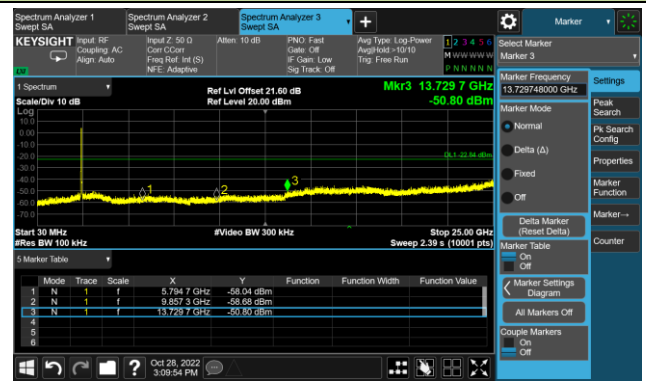 Spectrum Analyzer 1
Swept SA
Spectrum Analyzer 2
Swept SA
Spectrum Analyzer 3
Swept SA
Marker
KEYSIGHT
Input: RF
Coupling: AC
Align: Auto
Input Z: 50 Ω
Corr CCorr
Freq Ref: Int (S)
NFE: Adaptive
Atten: 10 dB
PNO: Fast
Gate: Off
IF Gain: Low
Sig Track: Off
Avg Type: Log-Power
Avg|Hold:>10/10
Trig: Free Run
1 2 3 4 5 6
M W W W W W
P N N N N N
LXI
Select Marker
Marker 3
1 Spectrum
Scale/Div 10 dB
Ref Lvl Offset 21.60 dB
Ref Level 20.00 dBm
Mkr3 13.729 7 GHz
-50.80 dBm
Log
10.0
0.00
-10.0
-20.0
-30.0
-40.0
-50.0
-60.0
-70.0
DL1 -22.84 dBm
1
2
3
Start 30 MHz
#Res BW 100 kHz
#Video BW 300 kHz
Stop 25.00 GHz
Sweep 2.39 s (10001 pts)
5 Marker Table
Mode Trace Scale X Y Function Function Width Function Value
1 N 1 f 5.794 7 GHz -58.04 dBm
2 N 1 f 9.857 3 GHz -58.68 dBm
3 N 1 f 13.729 7 GHz -50.80 dBm
4
5
6
Marker Frequency
13.729748000 GHz
Marker Mode
Normal
Delta (Δ)
Fixed
Off
Delta Marker
(Reset Delta)
Marker Table
On
Off
Marker Settings
Diagram
All Markers Off
Couple Markers
On
Off
Settings
Peak
Search
Pk Search
Config
Properties
Marker
Function
Marker→
Counter
?
Oct 28, 2022
3:09:54 PM